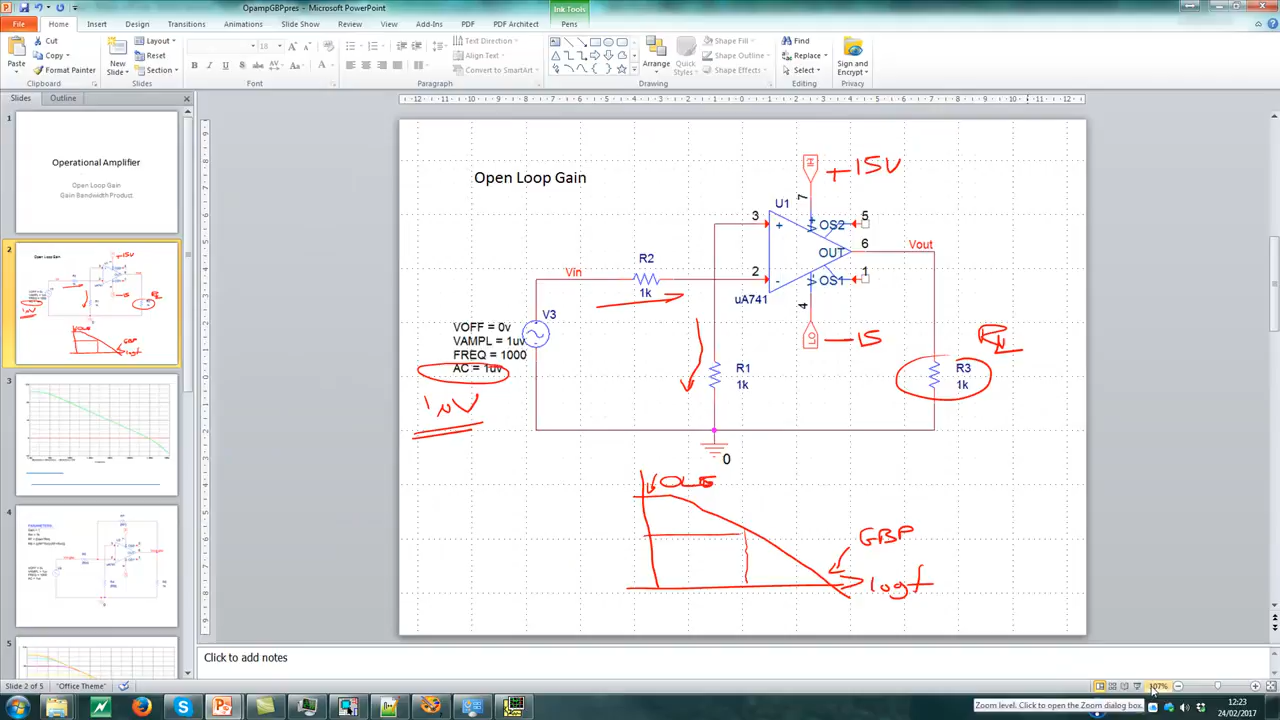 OpampGBPpres - Microsoft PowerPoint
Ink Tools
File Home Insert Design Transitions Animations Slide Show Review View Add-Ins PDF PDF Architect Pens
Cut
Copy
Format Painter
Paste
Clipboard
New
Slide
Layout
Reset
Section
Slides
18
Font
Text Direction
Align Text
Convert to SmartArt
Paragraph
Arrange
Quick
Styles
Shape Fill
Shape Outline
Shape Effects
Drawing
Find
Replace
Select
Editing
Sign and
Encrypt
Privacy
Slides Outline
1
Operational Amplifier
Open Loop Gain
Gain Bandwidth Product
2
3
4
5
Open Loop Gain
+15V
7
U1
3
+
OS2
5
OUT
6
Vout
2
-
OS1
1
uA741
4
-15
Vin
R2
1k
V3
VOFF = 0v
VAMPL = 1uv
FREQ = 1000
AC = 1uv
1uV
R1
1k
RL
R3
1k
0
GBP
logf
Click to add notes
Slide 2 of 5
"Office Theme"
107%
Zoom level. Click to open the Zoom dialog box.
12:23
24/02/2017